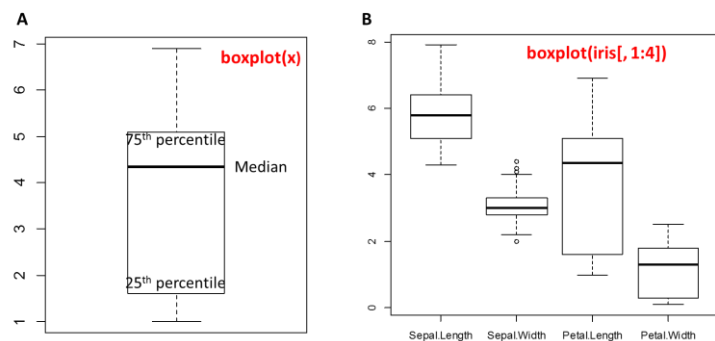 A
boxplot(x)
7
6
5
4
3
2
1
75th percentile
Median
25th percentile
B
boxplot(iris[, 1:4])
8
6
4
2
0
Sepal.Length Sepal.Width Petal.Length Petal.Width